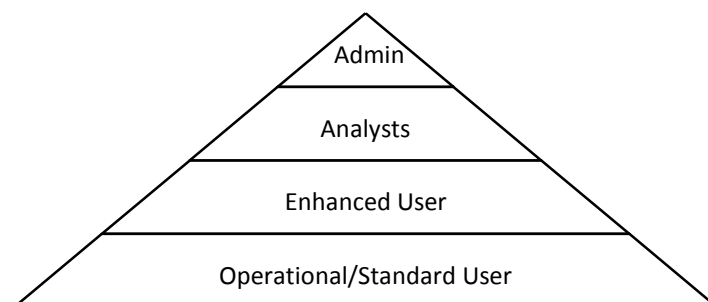 Admin
Analysts
Enhanced User
Operational/Standard User